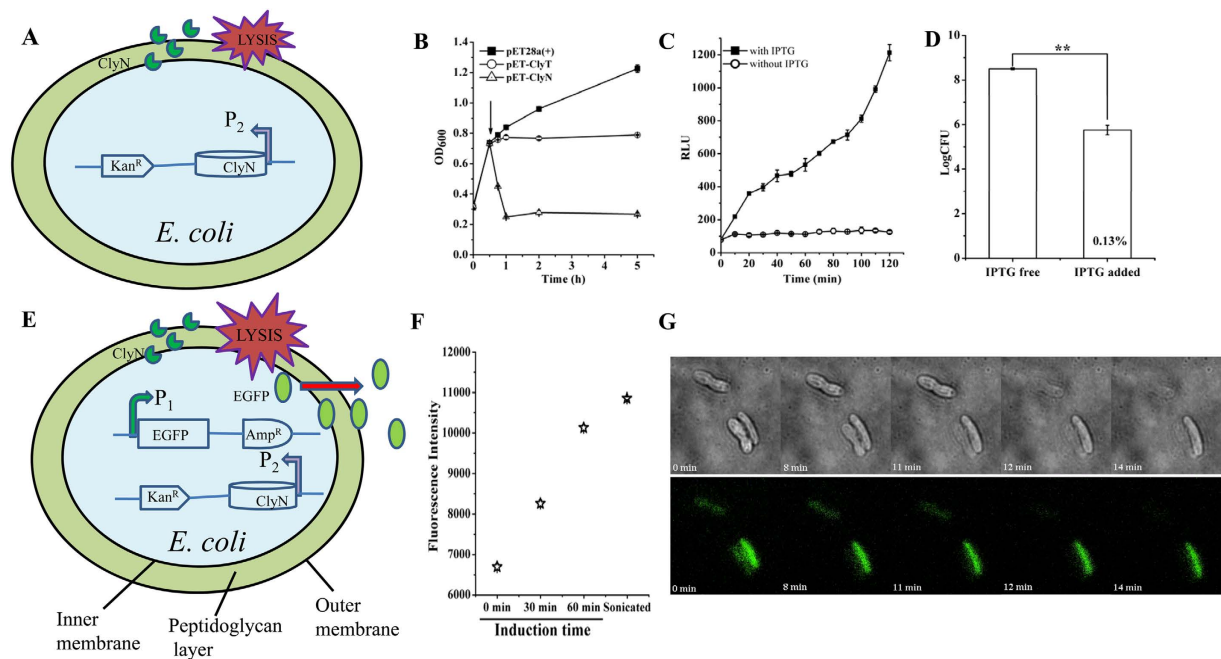 A
LYSIS
ClyN
P2
KanR
ClyN
E. coli
B
pET28a(+)
pET-ClyT
pET-ClyN
1.4
1.2
1.0
0.8
0.6
0.4
0.2
0.0
OD600
0
1
2
3
4
5
Time (h)
C
with IPTG
without IPTG
1200
1000
800
600
400
200
0
RLU
0
20
40
60
80
100
120
Time (min)
D
**
10
8
6
4
2
0
LogCFU
0.13%
IPTG free
IPTG added
E
LYSIS
ClyN
EGFP
P1
EGFP
AmpR
P2
KanR
ClyN
E. coli
Inner
membrane
Peptidoglycan
layer
Outer
membrane
F
12000
11000
10000
9000
8000
7000
6000
Fluorescence Intensity
0 min
30 min
60 min
Sonicated
Induction time
G
0 min
8 min
11 min
12 min
14 min
0 min
8 min
11 min
12 min
14 min